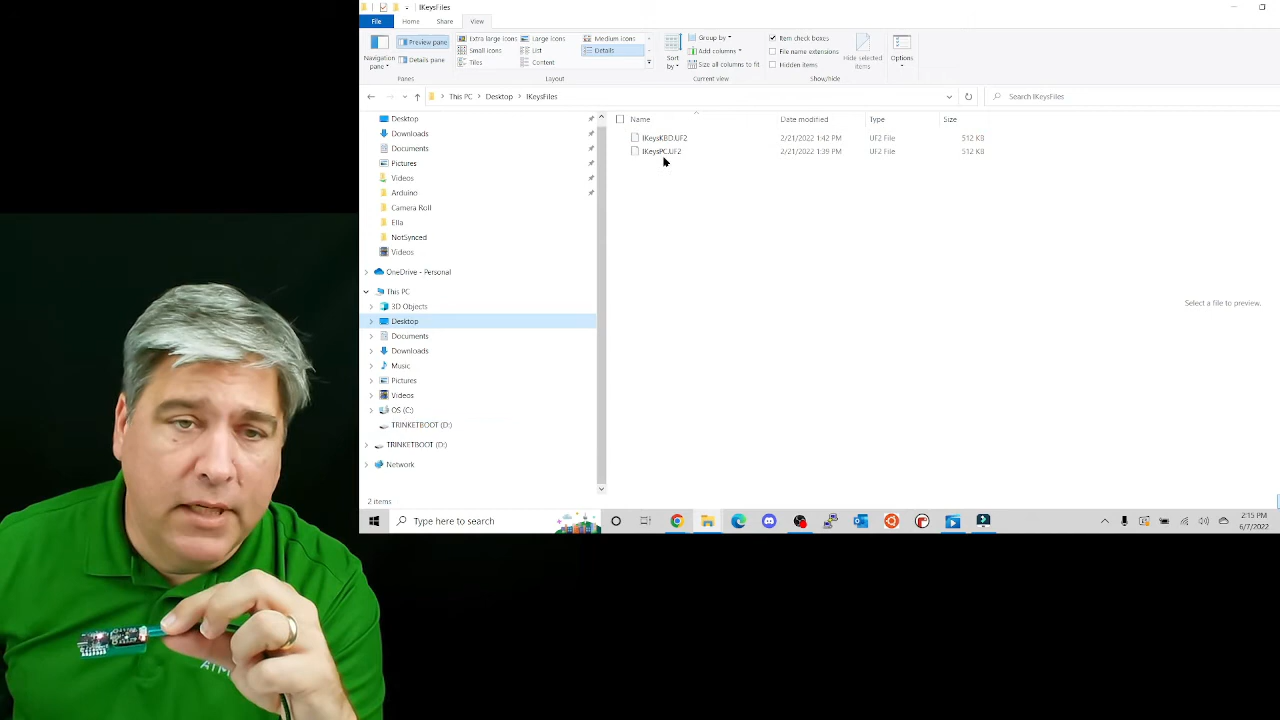 IKeysFiles
File
Home
Share
View
Navigation pane
Preview pane
Details pane
Panes
Extra large icons
Large icons
Medium icons
Small icons
List
Details
Tiles
Content
Layout
Sort by
Group by
Add columns
Size all columns to fit
Current view
Item check boxes
File name extensions
Hidden items
Hide selected items
Show/hide
Options
This PC > Desktop > IKeysFiles
Search IKeysFiles
Name Date modified Type Size
IKeysKBD.UF2 2/21/2022 1:42 PM UF2 File 512 KB
IKeysPC.UF2 2/21/2022 1:39 PM UF2 File 512 KB
Desktop
Downloads
Documents
Pictures
Videos
Arduino
Camera Roll
Ella
NotSynced
Videos
OneDrive - Personal
This PC
3D Objects
Desktop
Documents
Downloads
Music
Pictures
Videos
OS (C:)
TRINKETBOOT (D:)
TRINKETBOOT (D:)
Network
Select a file to preview.
2 items
Type here to search
2:15 PM
6/7/2022